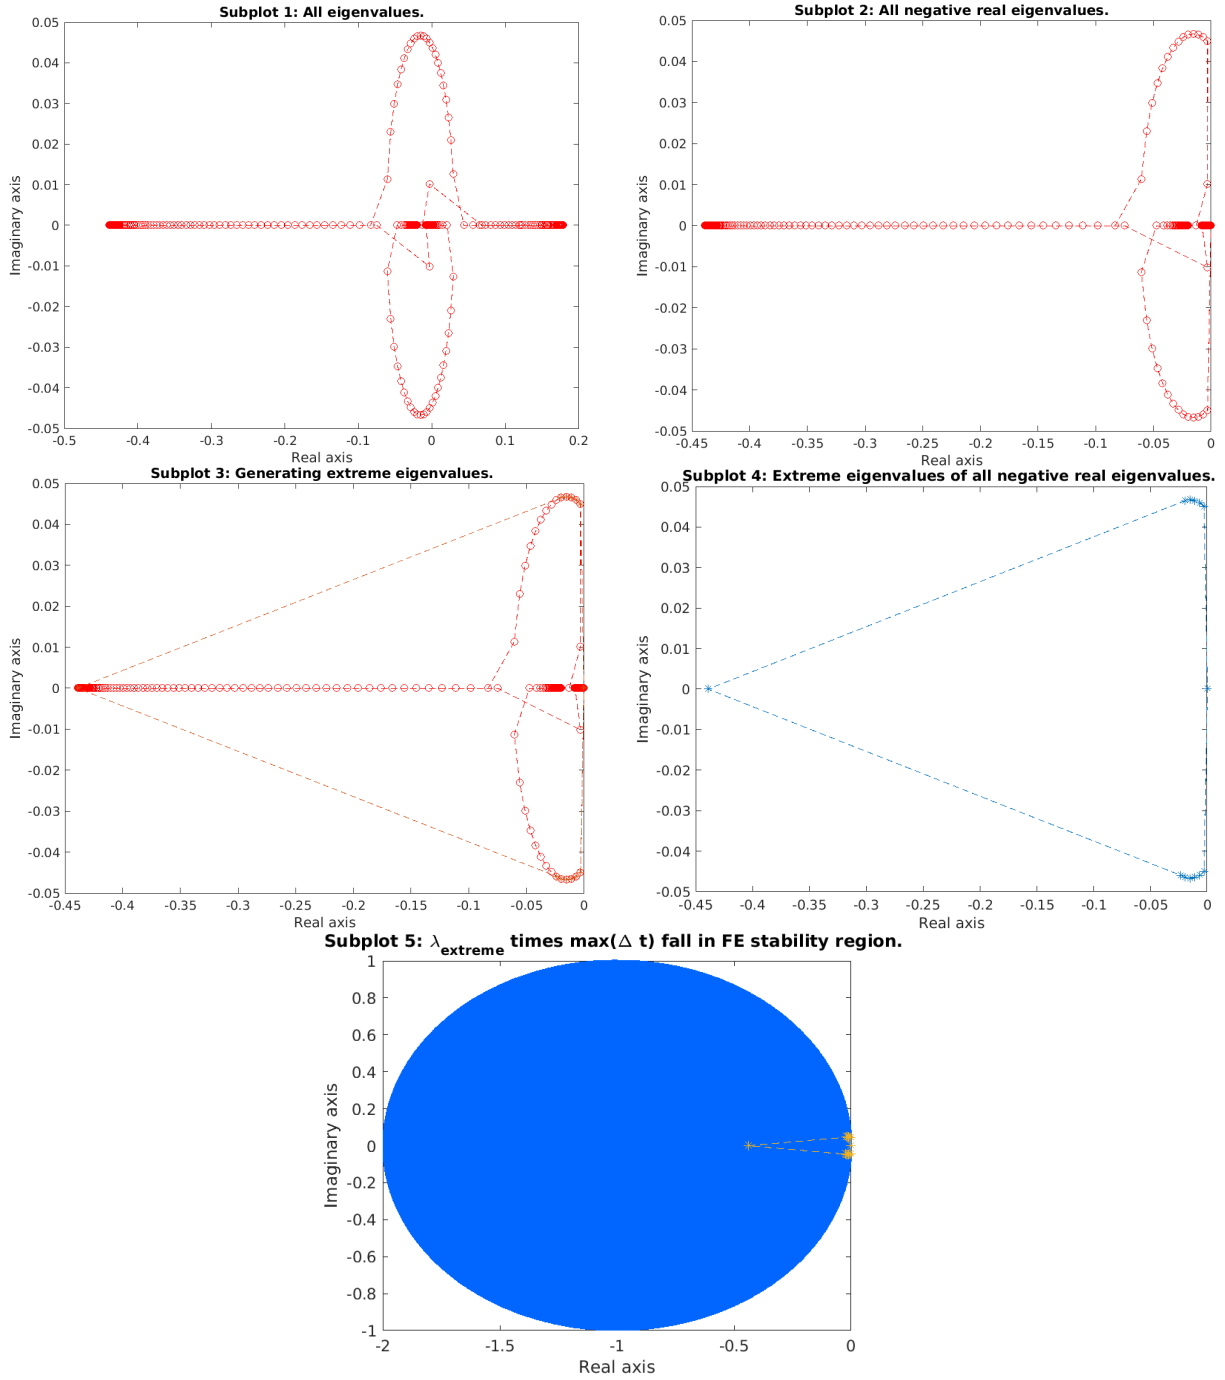 Subplot 1: All eigenvalues.
0.05
0.04
0.03
0.02
0.01
0
-0.01
-0.02
-0.03
-0.04
-0.05
Imaginary axis
-0.5 -0.4 -0.3 -0.2 -0.1 0 0.1 0.2
Real axis
Subplot 2: All negative real eigenvalues.
0.05
0.04
0.03
0.02
0.01
0
-0.01
-0.02
-0.03
-0.04
-0.05
Imaginary axis
-0.45 -0.4 -0.35 -0.3 -0.25 -0.2 -0.15 -0.1 -0.05 0
Real axis
Subplot 3: Generating extreme eigenvalues.
0.05
0.04
0.03
0.02
0.01
0
-0.01
-0.02
-0.03
-0.04
-0.05
Imaginary axis
-0.45 -0.4 -0.35 -0.3 -0.25 -0.2 -0.15 -0.1 -0.05 0
Real axis
Subplot 4: Extreme eigenvalues of all negative real eigenvalues.
0.05
0.04
0.03
0.02
0.01
0
-0.01
-0.02
-0.03
-0.04
-0.05
Imaginary axis
-0.45 -0.4 -0.35 -0.3 -0.25 -0.2 -0.15 -0.1 -0.05 0
Real axis
Subplot 5: λ_extreme times max(Δ t) fall in FE stability region.
1
0.8
0.6
0.4
0.2
0
-0.2
-0.4
-0.6
-0.8
-1
Imaginary axis
-2 -1.5 -1 -0.5 0
Real axis